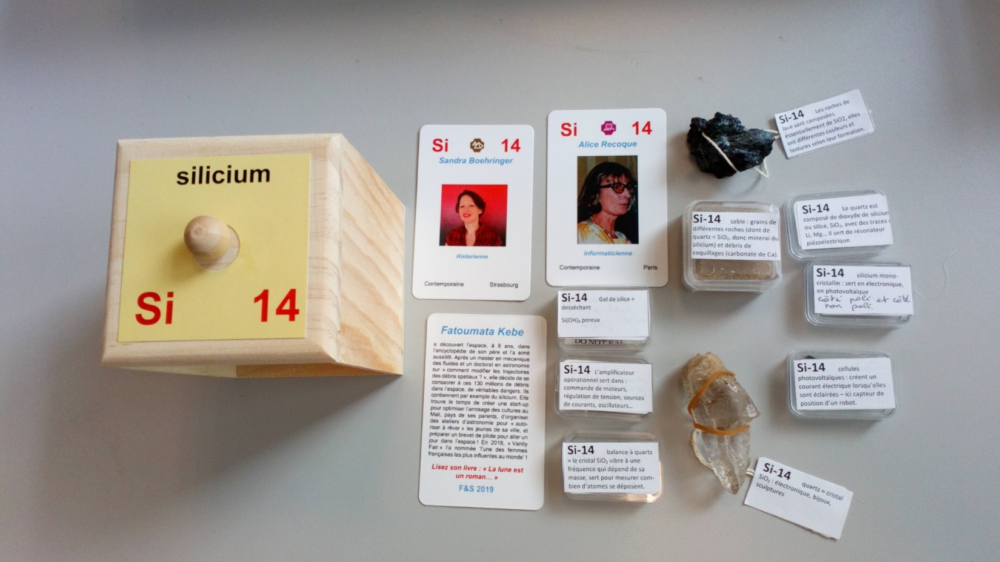 silicium
Si 14
Si 14
Sandra Boehringer
Historienne
Contemporaine Strasbourg
Si 14
Alice Recoque
Informaticienne
Contemporaine Paris
Fatoumata Kebe
a découvert l'espace, à 8 ans, dans
l'encyclopédie de son père et l'a aimé
aussitôt. Après un master en mécanique
des fluides et un doctorat en astronomie
sur « comment modifier les trajectoires
des débris spatiaux ? », elle décide de se
consacrer à ces 130 millions de débris
dans l'espace, de véritables dangers. Ils
contiennent par exemple du silicium. Elle
trouve le temps de créer une start-up
pour optimiser l'arrosage des cultures au
Mali, pays de ses parents, d'organiser
des ateliers d'astronomie pour « auto-
riser à rêver » les jeunes de sa ville, et
préparer un brevet de pilote pour aller un
jour dans l'espace ! En 2018, « Vanity
Fair » l'a nommée 'l'une des femmes
françaises les plus influentes au monde' !
Lisez son livre : « La lune est
un roman... »
F&S 2019
Si-14 Gel de silice =
desséchant
Si(OH)₄ poreux
DO NOT EAT
Si-14 L'amplificateur
opérationnel sert dans :
commande de moteurs,
régulation de tension, sources
de courants, oscillateurs...
Si-14 balance à quartz
= le cristal SiO₂ vibre à une
fréquence qui dépend de sa
masse, sert pour mesurer com-
bien d'atomes se déposent.
Si-14 Les roches de
lave sont composées
essentiellement de SiO2, elles
ont différentes couleurs et
textures selon leur formation.
Si-14 sable : grains de
différentes roches (dont de
quartz = SiO₂, donc minerai du
silicium) et débris de
coquillages (carbonate de Ca).
Si-14 Le quartz est
composé de dioxyde de silicium
ou silice, SiO₂, avec des traces
Li, Mg... Il sert de résonateur
piézoélectrique.
Si-14 silicium mono-
cristallin : sert en électronique,
en photovoltaïque
côté poli et côté
non poli.
Si-14 cellules
photovoltaïques : créent un
courant électrique lorsqu'elles
sont éclairées – ici capteur de
position d'un robot.
Si-14 quartz = cristal
SiO₂ : électronique, bijoux,
sculptures